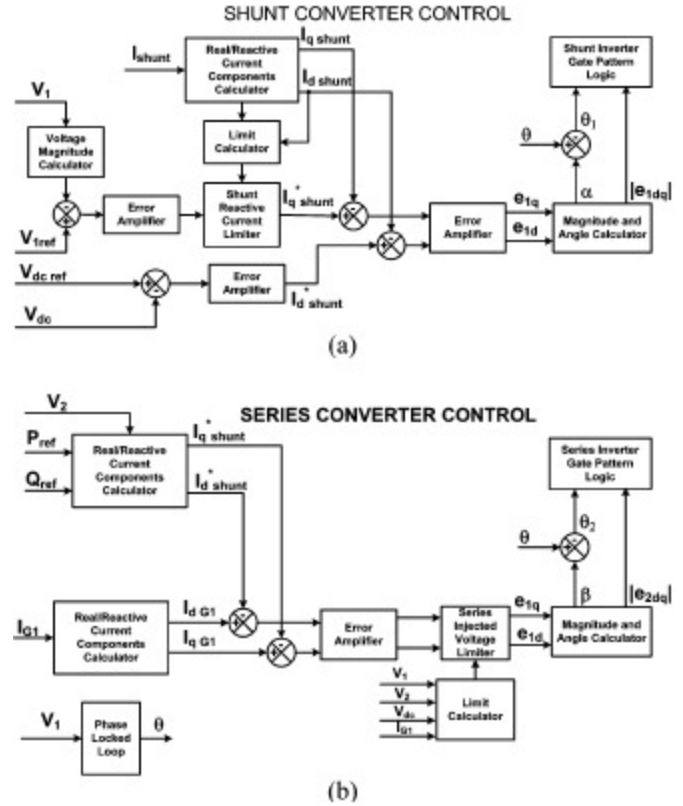 SHUNT CONVERTER CONTROL
I shunt
Real/Reactive
Current
Components
Calculator
I q shunt
I d shunt
V1
Voltage
Magnitude
Calculator
Limit
Calculator
Shunt
Reactive
Current
Limiter
I*q shunt
Error
Amplifier
V1ref
Vdc ref
Vdc
Error
Amplifier
I*d shunt
Error
Amplifier
e1q
e1d
Magnitude and
Angle Calculator
α
|e1dq|
θ
θ1
Shunt Inverter
Gate Pattern
Logic
(a)
SERIES CONVERTER CONTROL
V2
Pref
Qref
Real/Reactive
Current
Components
Calculator
I*q shunt
I*d shunt
IG1
Real/Reactive
Current
Components
Calculator
Id G1
Iq G1
Error
Amplifier
Series
Injected
Voltage
Limiter
e1q
e1d
Magnitude and
Angle Calculator
β
|e2dq|
θ
θ2
Series Inverter
Gate Pattern
Logic
V1
V2
Vdc
IG1
Limit
Calculator
V1
Phase
Locked
Loop
θ
(b)